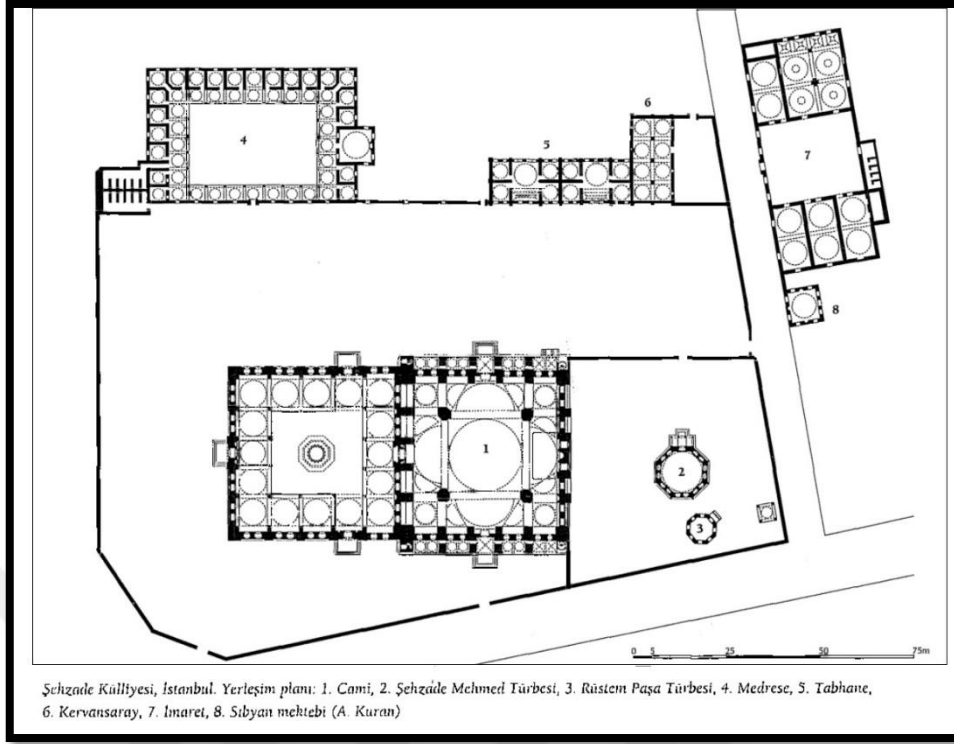 6
4
5
7
8
1
2
3
0 5 25 50 75m
Şehzade Külliyesi, İstanbul. Yerleşim planı: 1. Cami, 2. Şehzade Mehmed Türbesi, 3. Rüstem Paşa Türbesi, 4. Medrese, 5. Tabhane,
6. Kervansaray, 7. İmaret, 8. Sıbyan mektebi (A. Kuran)